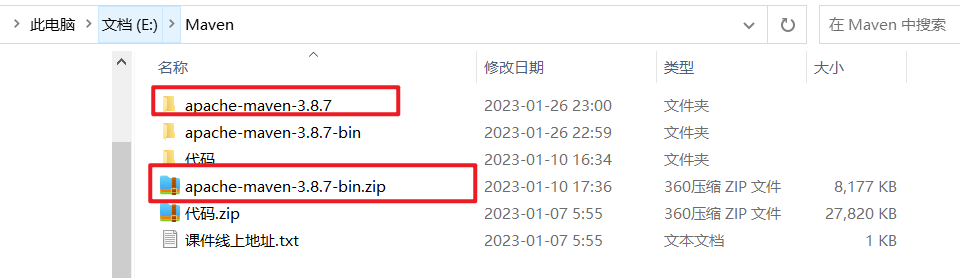 此电脑 > 文档 (E:) > Maven
在 Maven 中搜索
名称 修改日期 类型 大小
apache-maven-3.8.7 2023-01-26 23:00 文件夹
apache-maven-3.8.7-bin 2023-01-26 22:59 文件夹
代码 2023-01-10 16:34 文件夹
apache-maven-3.8.7-bin.zip 2023-01-10 17:36 360压缩 ZIP 文件 8,177 KB
代码.zip 2023-01-07 5:55 360压缩 ZIP 文件 27,820 KB
课件线上地址.txt 2023-01-07 5:55 文本文档 1 KB